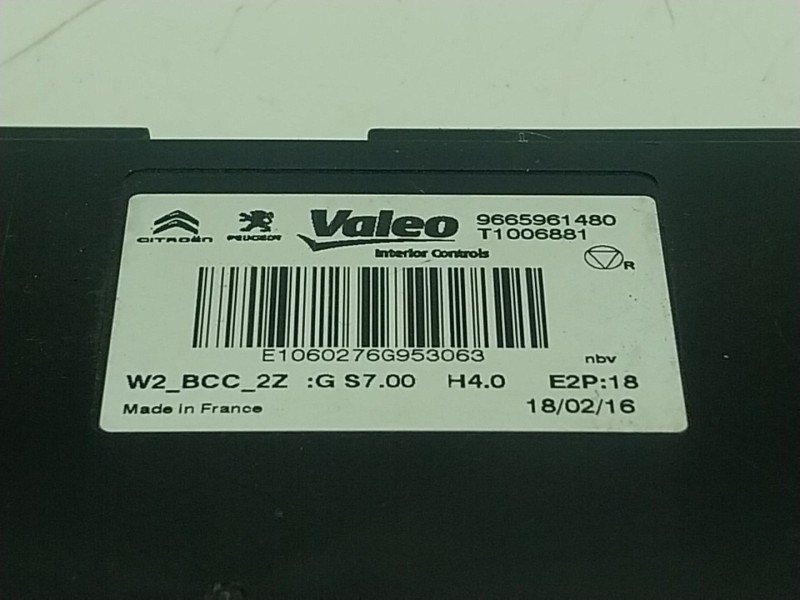 CITROËN PEUGEOT Valeo 9665961480
T1006881
Interior Controls
R
E1060276G953063
nbv
W2_BCC_2Z :G S7.00 H4.0 E2P:18
Made in France 18/02/16